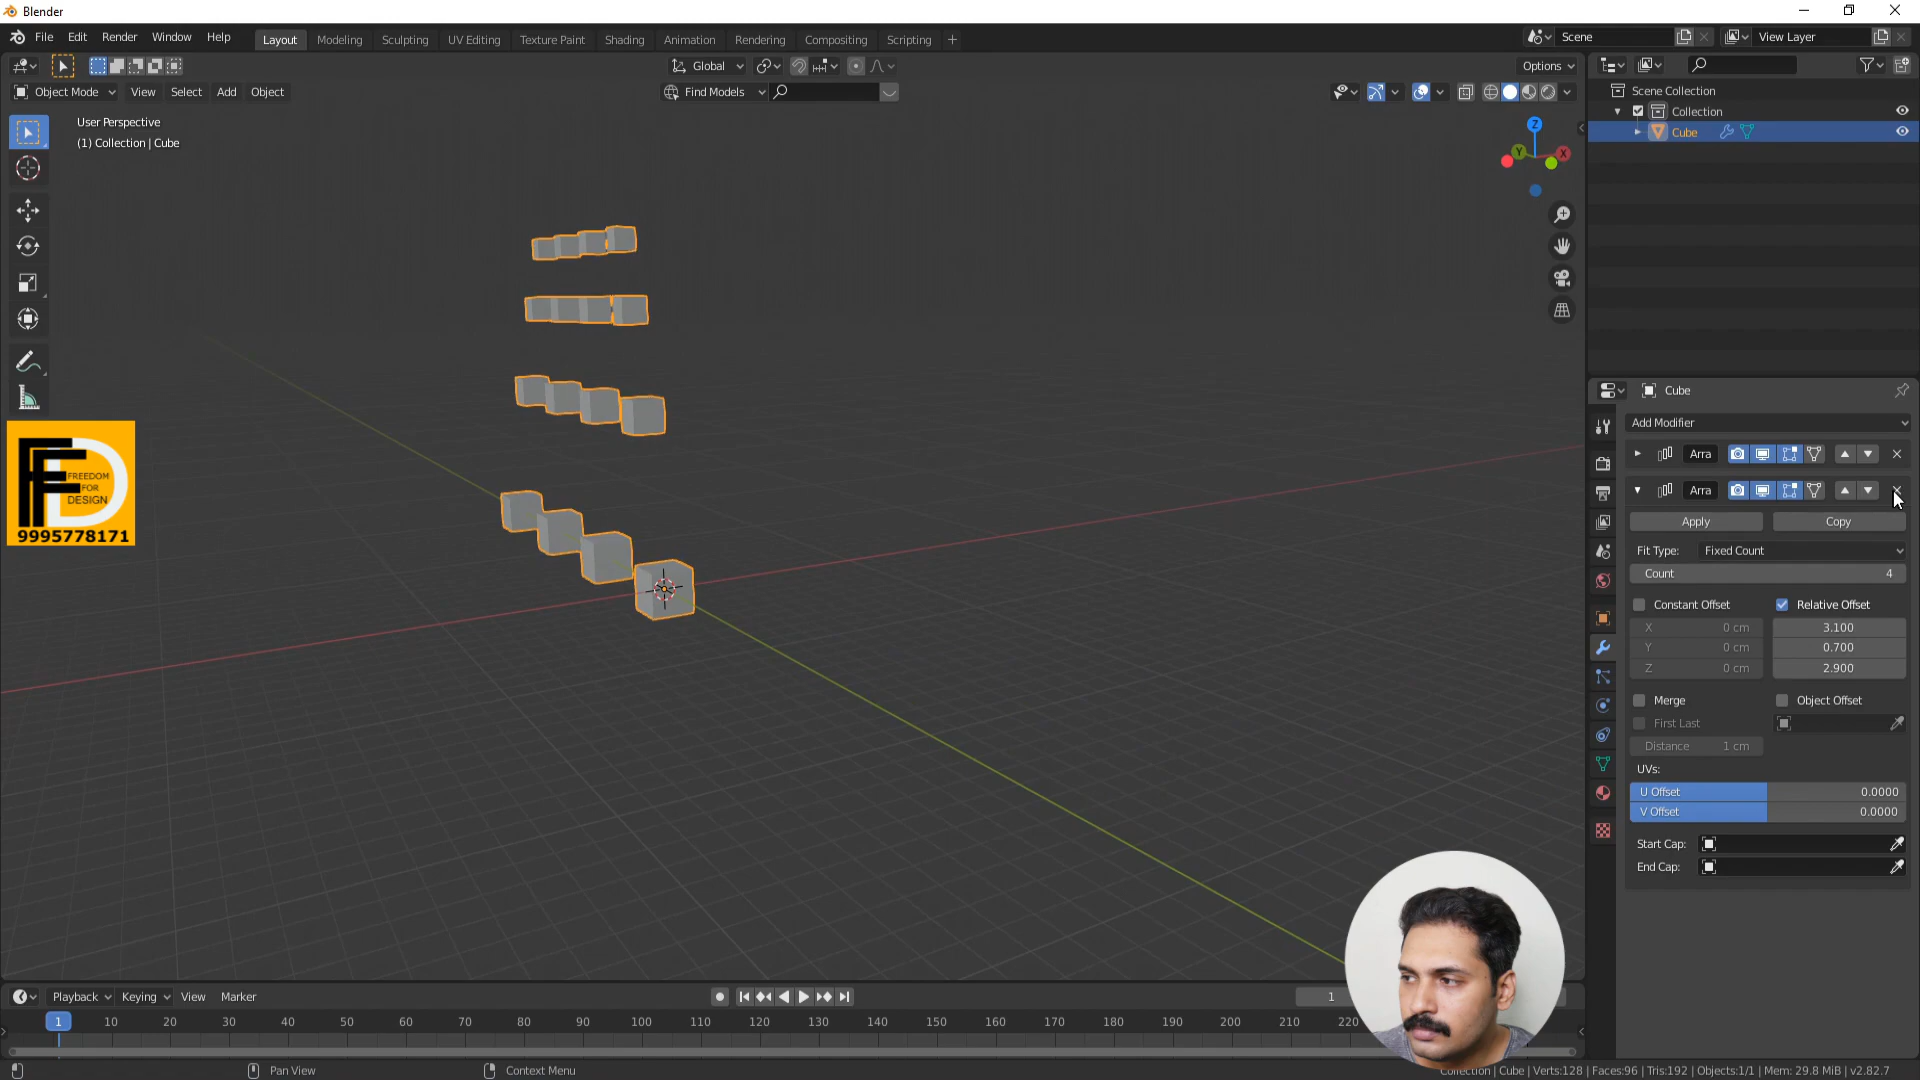 Blender
File Edit Render Window Help
Layout Modeling Sculpting UV Editing Texture Paint Shading Animation Rendering Compositing Scripting
Scene View Layer
Global Options
Object Mode View Select Add Object Find Models
User Perspective
(1) Collection | Cube
Z
Y X
Scene Collection
Collection
Cube
Cube
Add Modifier
Arra
Arra
Apply Copy
Fit Type: Fixed Count
Count 4
Constant Offset Relative Offset
X 0 cm 3.100
Y 0 cm 0.700
Z 0 cm 2.900
Merge Object Offset
First Last
Distance 1 cm
UVs:
U Offset 0.0000
V Offset 0.0000
Start Cap:
End Cap:
FD
FREEDOM
FOR
DESIGN
9995778171
Playback Keying View Marker 1
1 10 20 30 40 50 60 70 80 90 100 110 120 130 140 150 160 170 180 190 200 210 220
Pan View Context Menu Collection | Cube | Verts:128 | Faces:96 | Tris:192 | Objects:1/1 | Mem: 29.8 MiB | v2.82.7